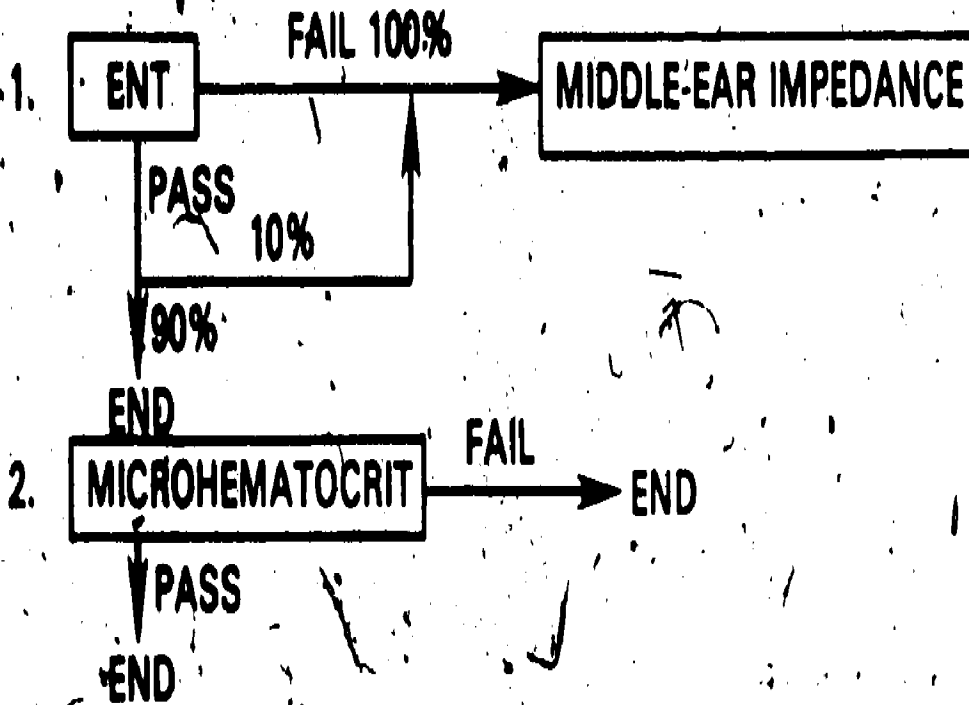 FAIL 100%
1. ENT MIDDLE-EAR IMPEDANCE
PASS
10%
90%
END
2. MICROHEMATOCRIT FAIL END
PASS
END